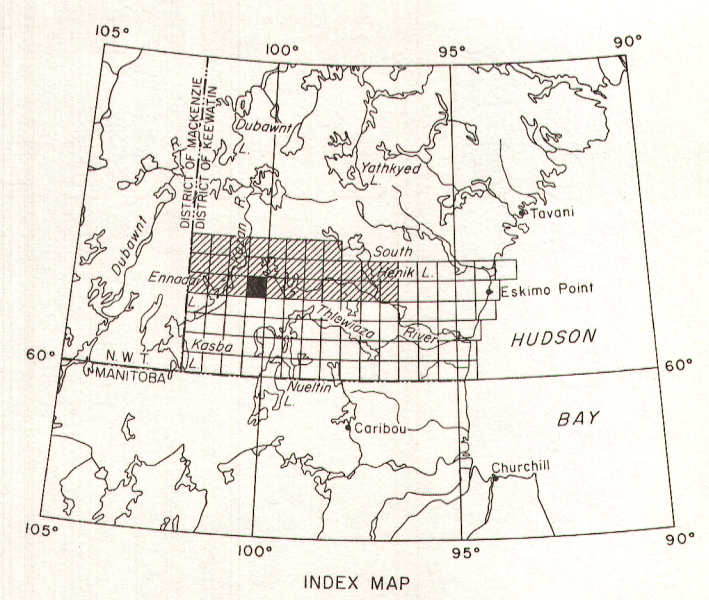 105°
100°
95°
90°
DISTRICT OF MACKENZIE
DISTRICT OF KEEWATIN
Dubawnt
L.
R.
Yathkyed
L.
R.
Tavani
Dubawnt
South
Henik L.
Ennadai
L.
Eskimo Point
Thlewiaza
River
HUDSON
Kasba
L.
60°
N. W. T.
MANITOBA
60°
Nueltin
L.
BAY
Caribou
Churchill
105°
100°
95°
90°
INDEX MAP